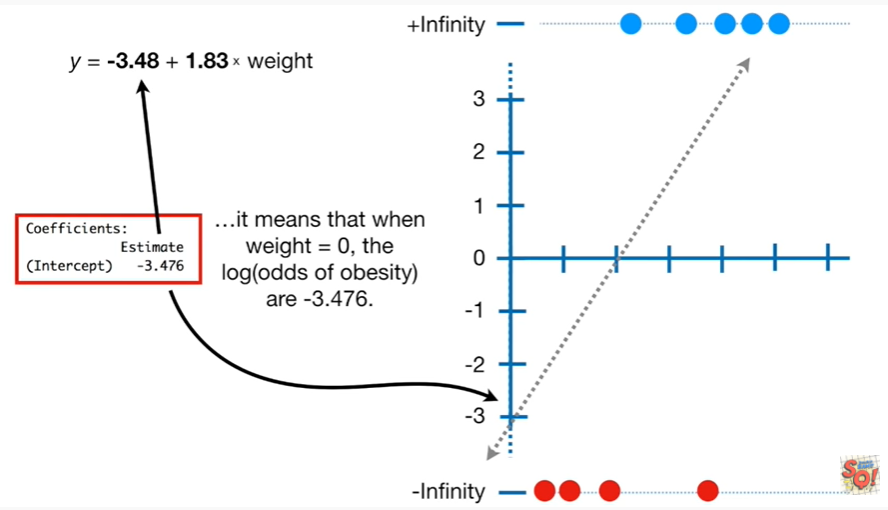 +Infinity
y = -3.48 + 1.83 × weight
3
2
1
0
-1
-2
-3
Coefficients:
Estimate
(Intercept) -3.476
…it means that when
weight = 0, the
log(odds of obesity)
are -3.476.
-Infinity
SO!